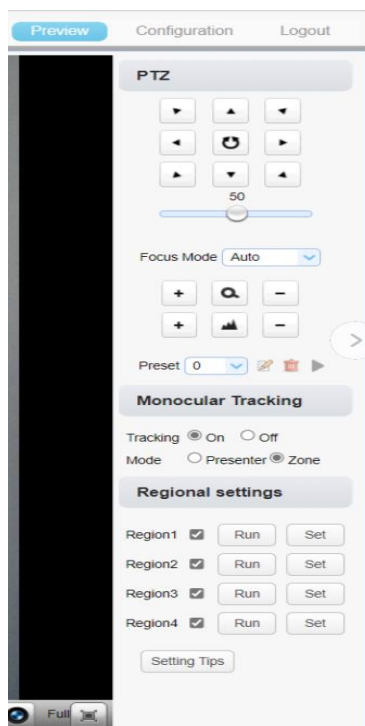 Preview Configuration Logout
PTZ
50
Focus Mode Auto
+ −
+ −
Preset 0
Monocular Tracking
Tracking On Off
Mode Presenter Zone
Regional settings
Region1 Run Set
Region2 Run Set
Region3 Run Set
Region4 Run Set
Setting Tips
Full